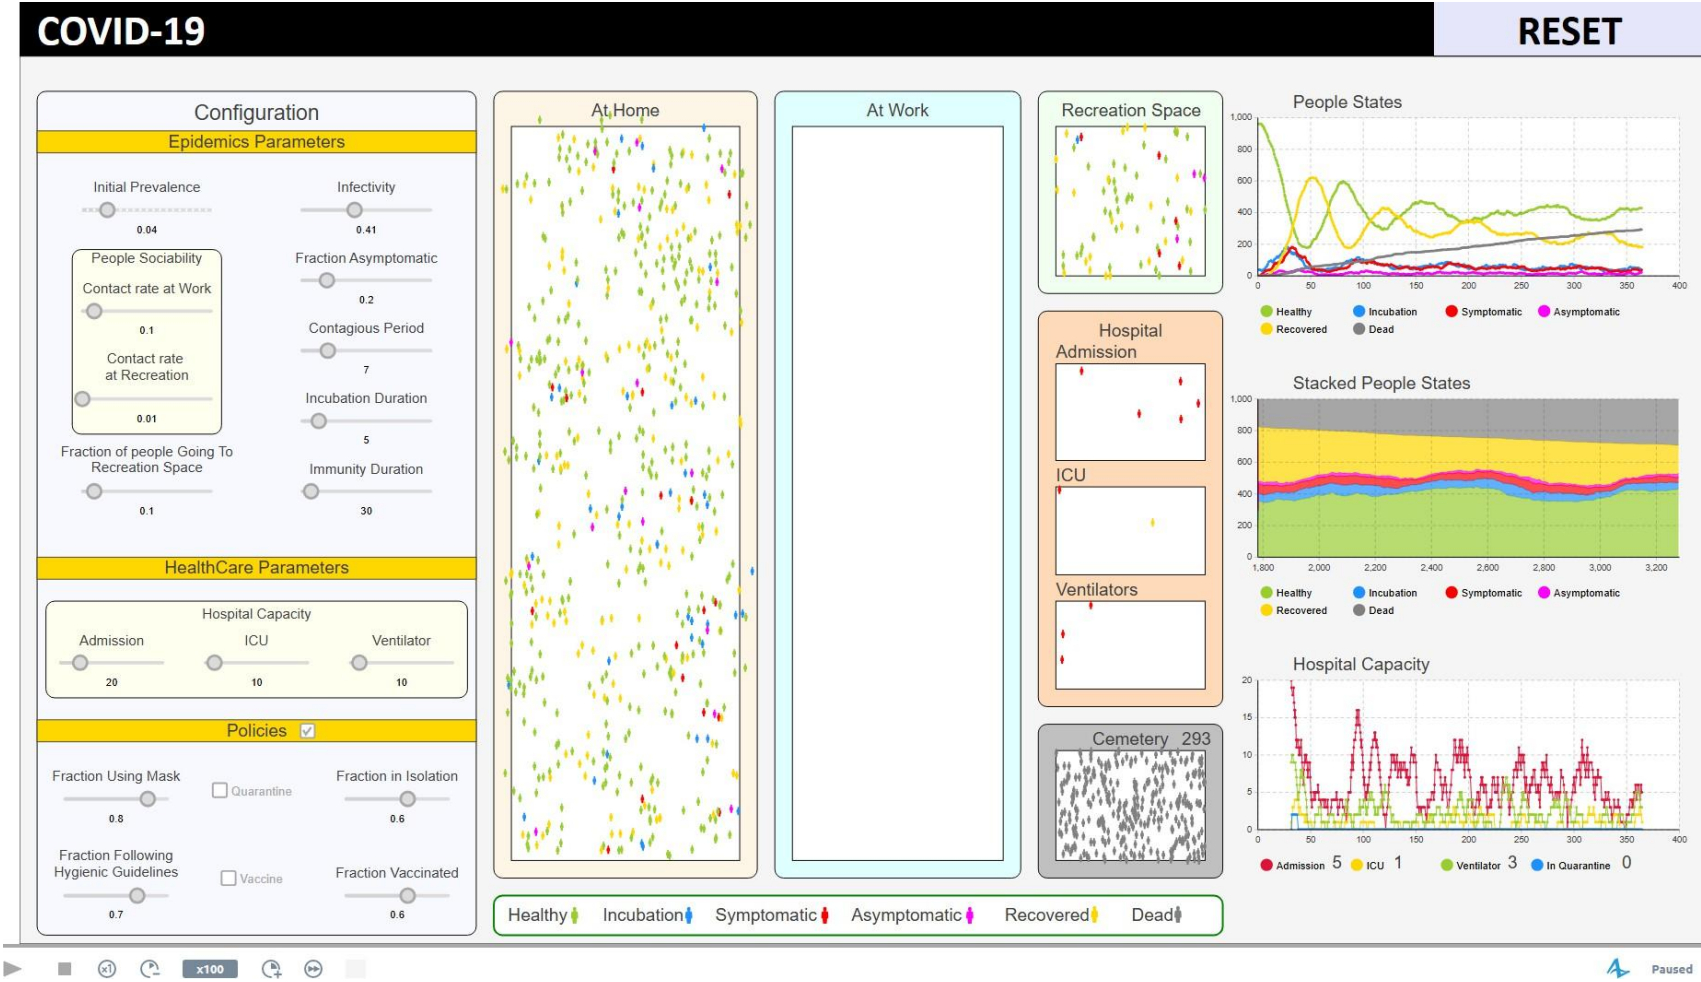 COVID-19
RESET
Configuration
Epidemics Parameters
Initial Prevalence
0.04
Infectivity
0.41
People Sociability
Contact rate at Work
0.1
Contact rate
at Recreation
0.01
Fraction Asymptomatic
0.2
Contagious Period
7
Incubation Duration
5
Fraction of people Going To
Recreation Space
0.1
Immunity Duration
30
HealthCare Parameters
Hospital Capacity
Admission
ICU
Ventilator
20
10
10
Policies
Fraction Using Mask
0.8
Quarantine
Fraction in Isolation
0.6
Fraction Following
Hygienic Guidelines
0.7
Vaccine
Fraction Vaccinated
0.6
At Home
At Work
Recreation Space
Hospital
Admission
ICU
Ventilators
Cemetery 293
Healthy Incubation Symptomatic Asymptomatic Recovered Dead
People States
1,000
800
600
400
200
0
0 50 100 150 200 250 300 350 400
Healthy Incubation Symptomatic Asymptomatic
Recovered Dead
Stacked People States
1,000
800
600
400
200
0
1,800 2,000 2,200 2,400 2,600 2,800 3,000 3,200
Healthy Incubation Symptomatic Asymptomatic
Recovered Dead
Hospital Capacity
20
15
10
5
0
0 50 100 150 200 250 300 350 400
Admission 5 ICU 1 Ventilator 3 In Quarantine 0
x1
x100
Paused